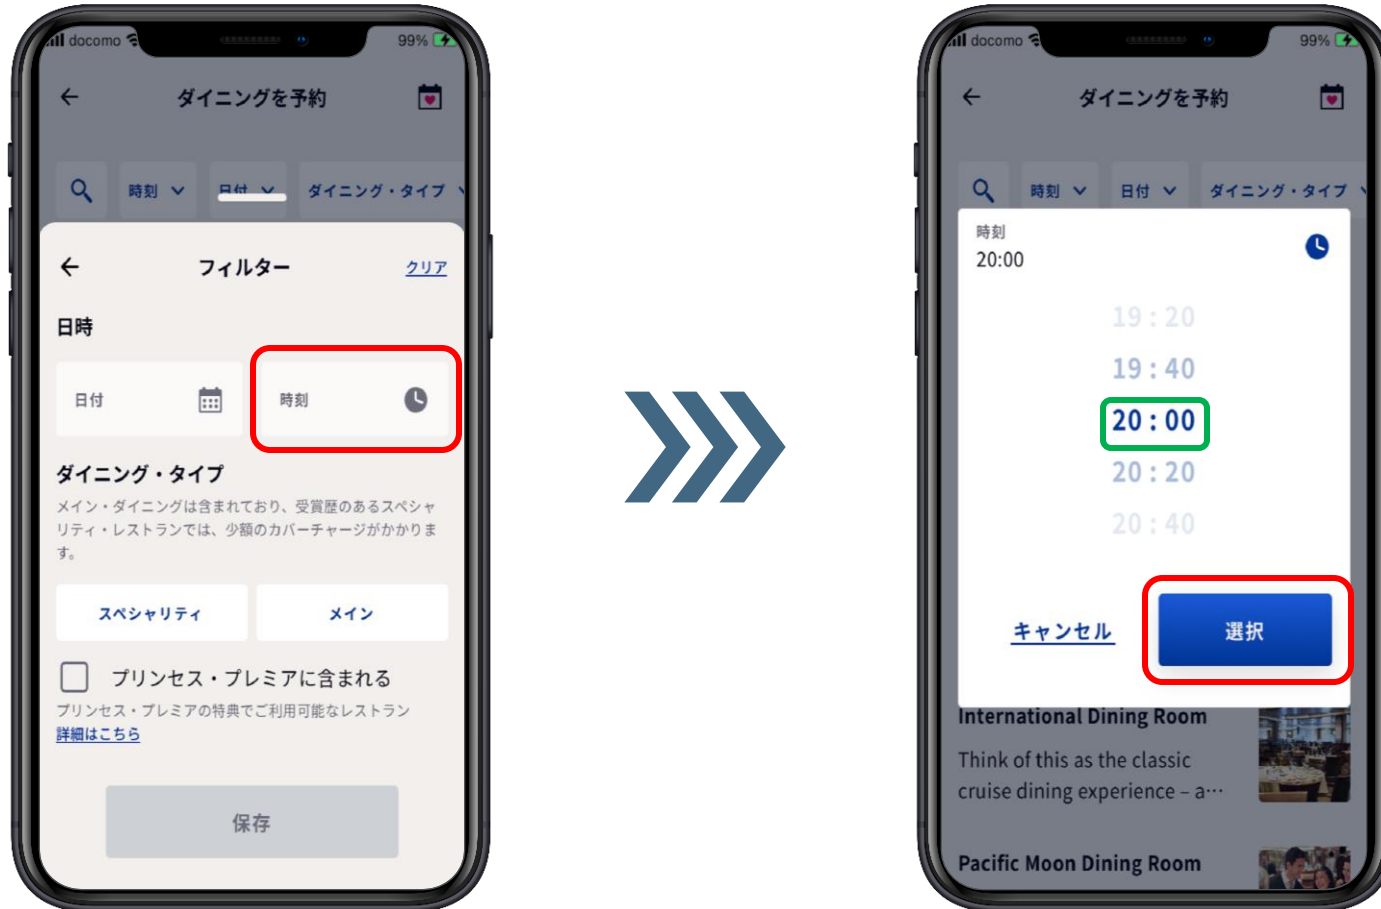 docomo
99%
ダイニングを予約
時刻
日付
ダイニング・タイプ
フィルター
クリア
日時
日付
時刻
ダイニング・タイプ
メイン・ダイニングは含まれており、受賞歴のあるスペシャ
リティ・レストランでは、少額のカバーチャージがかかりま
す。
スペシャリティ
メイン
プリンセス・プレミアに含まれる
プリンセス・プレミアの特典でご利用可能なレストラン
詳細はこちら
保存
docomo
99%
ダイニングを予約
時刻
日付
ダイニング・タイプ
時刻
20:00
19:20
19:40
20:00
20:20
20:40
キャンセル
選択
International Dining Room
Think of this as the classic
cruise dining experience – a…
Pacific Moon Dining Room